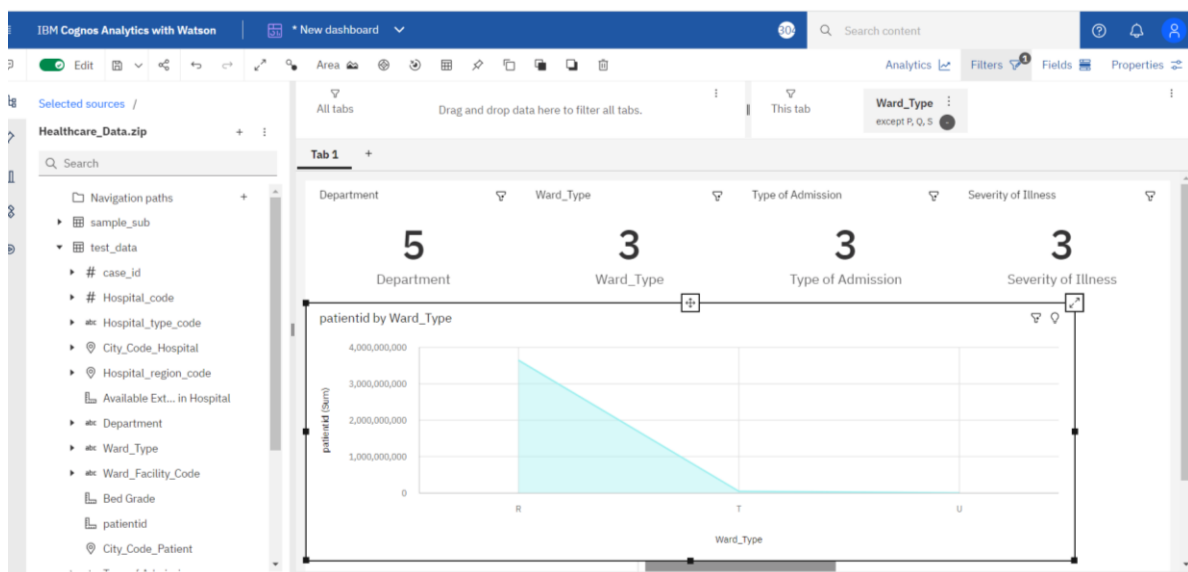 IBM Cognos Analytics with Watson
* New dashboard
Search content
Edit
Area
Analytics
Filters
1
Fields
Properties
Selected sources /
Healthcare_Data.zip
Search
Navigation paths
sample_sub
test_data
case_id
Hospital_code
Hospital_type_code
City_Code_Hospital
Hospital_region_code
Available Ext... in Hospital
Department
Ward_Type
Ward_Facility_Code
Bed Grade
patientid
City_Code_Patient
All tabs
Drag and drop data here to filter all tabs.
This tab
Ward_Type
except P, Q, S
Tab 1
Department
Ward_Type
Type of Admission
Severity of Illness
5
3
3
3
Department
Ward_Type
Type of Admission
Severity of Illness
patientid by Ward_Type
4,000,000,000
3,000,000,000
2,000,000,000
1,000,000,000
0
patientid (Sum)
R
T
U
Ward_Type